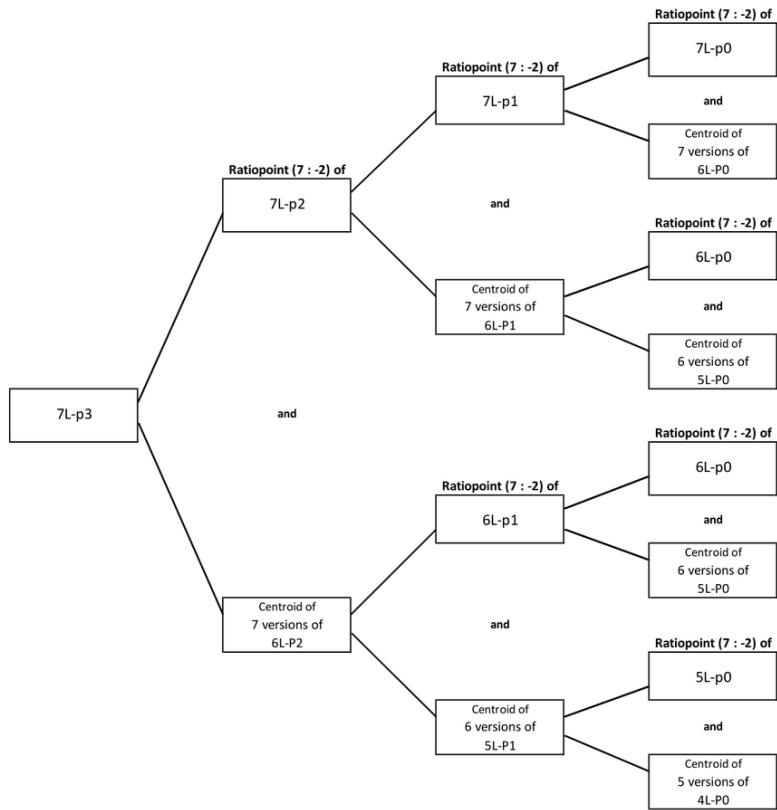 Ratiopoint (7 : -2) of
7L-p0
Ratiopoint (7 : -2) of
7L-p1
and
Centroid of
7 versions of
6L-P0
Ratiopoint (7 : -2) of
7L-p2
and
Ratiopoint (7 : -2) of
6L-p0
Centroid of
7 versions of
6L-P1
and
Centroid of
6 versions of
5L-P0
7L-p3
and
Ratiopoint (7 : -2) of
6L-p0
Ratiopoint (7 : -2) of
6L-p1
and
Centroid of
6 versions of
5L-P0
Centroid of
7 versions of
6L-P2
and
Ratiopoint (7 : -2) of
5L-p0
Centroid of
6 versions of
5L-P1
and
Centroid of
5 versions of
4L-P0